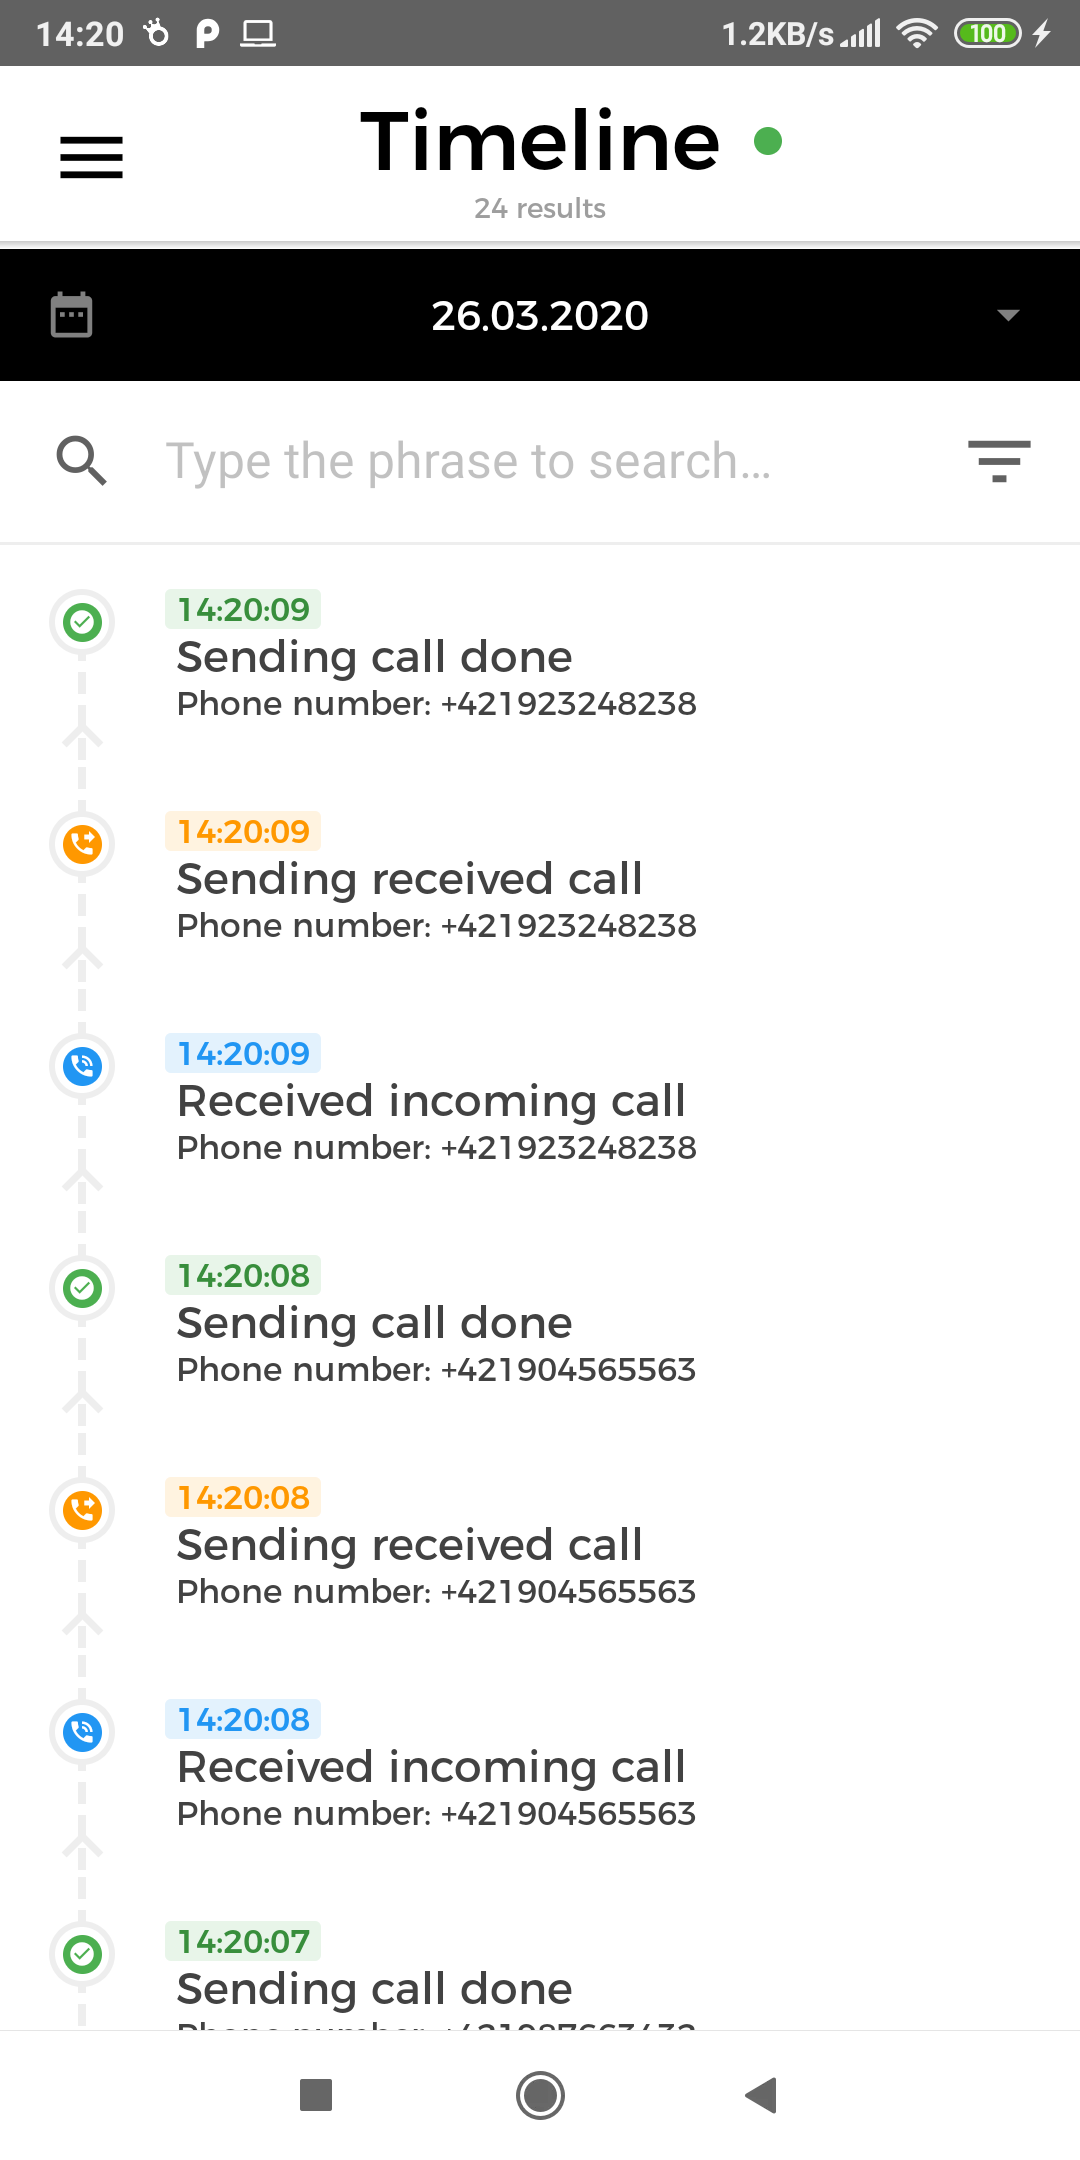 14:20
1.2KB/s
100
Timeline
24 results
26.03.2020
Type the phrase to search...
14:20:09
Sending call done
Phone number: +421923248238
14:20:09
Sending received call
Phone number: +421923248238
14:20:09
Received incoming call
Phone number: +421923248238
14:20:08
Sending call done
Phone number: +421904565563
14:20:08
Sending received call
Phone number: +421904565563
14:20:08
Received incoming call
Phone number: +421904565563
14:20:07
Sending call done
Phone number: